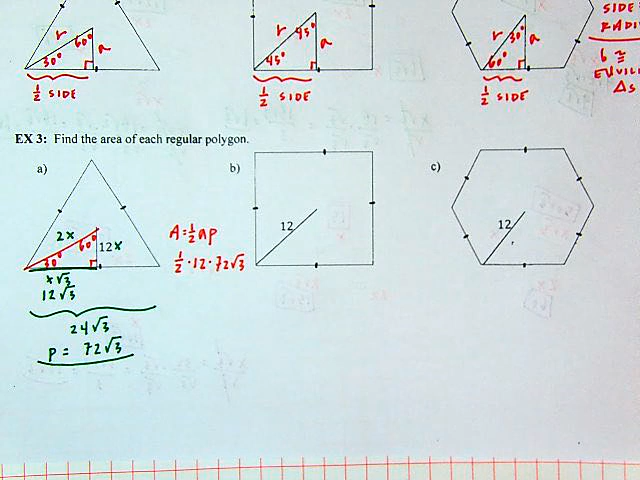 r 60° a
30°
1/2 SIDE
r 45° a
45°
1/2 SIDE
r 30° a
60°
1/2 SIDE
SIDE
RADI
6 ≅
Δs
EX 3: Find the area of each regular polygon.
a)
2x
60°
30°
12 x
x√3
12√3
24√3
P = 72√3
A = 1/2 ap
1/2 · 12 · 72√3
b)
12
c)
12